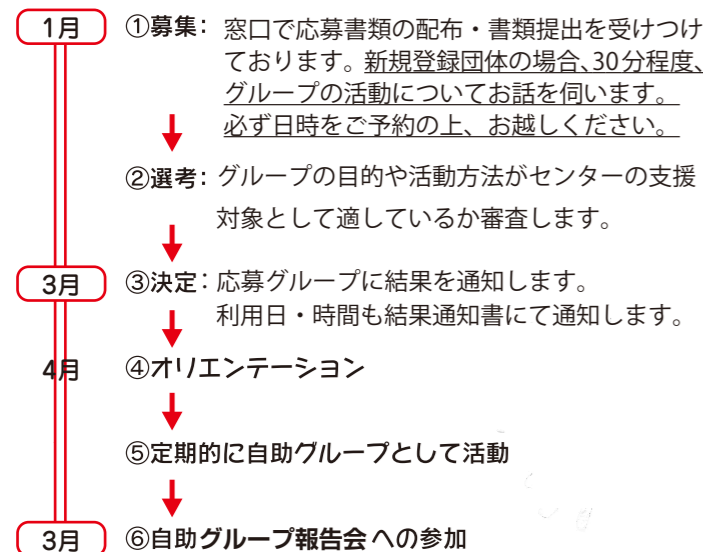 1月 ①募集: 窓口で応募書類の配布・書類提出を受けつけ
ております。新規登録団体の場合、30分程度、
グループの活動についてお話を伺います。
必ず日時をご予約の上、お越しください。
②選考: グループの目的や活動方法がセンターの支援
対象として適しているか審査します。
3月 ③決定: 応募グループに結果を通知します。
利用日・時間も結果通知書にて通知します。
4月 ④オリエンテーション
⑤定期的に自助グループとして活動
3月 ⑥自助グループ報告会への参加